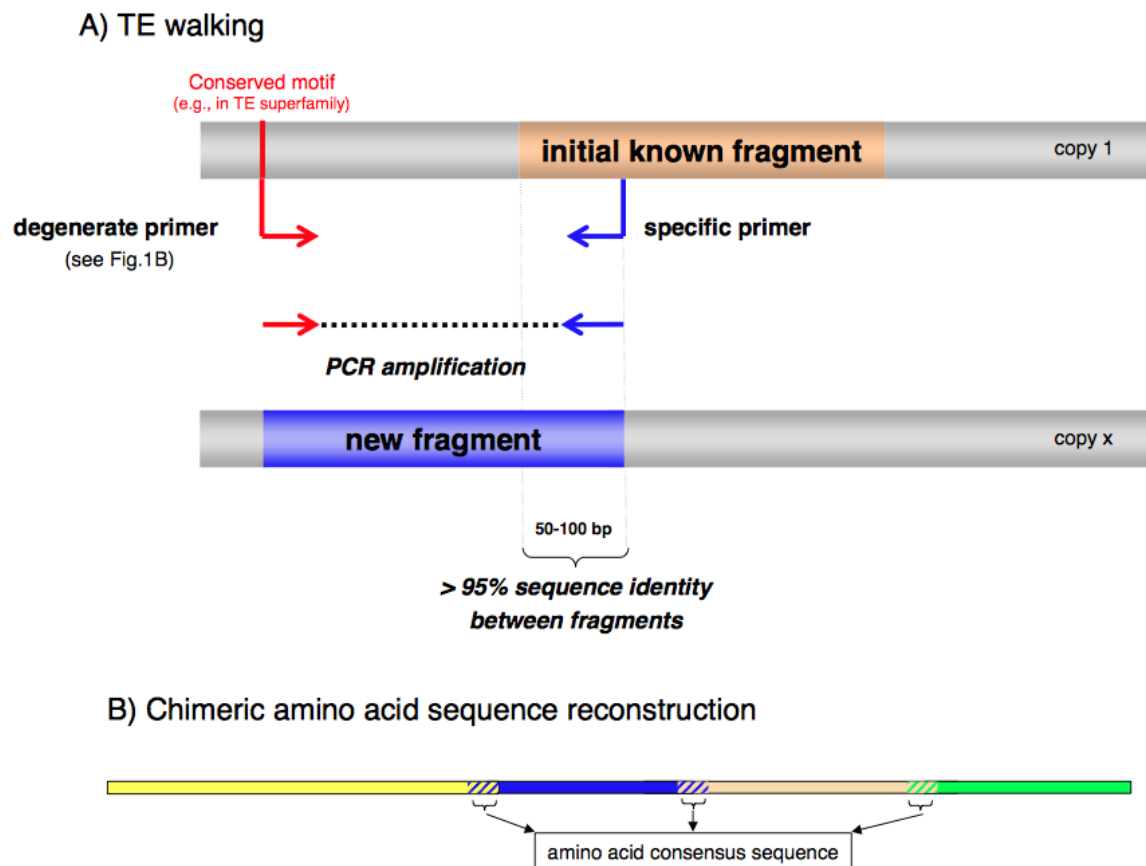 A) TE walking
Conserved motif
(e.g., in TE superfamily)
initial known fragment
copy 1
degenerate primer
(see Fig.1B)
specific primer
PCR amplification
new fragment
copy x
50-100 bp
> 95% sequence identity
between fragments
B) Chimeric amino acid sequence reconstruction
amino acid consensus sequence